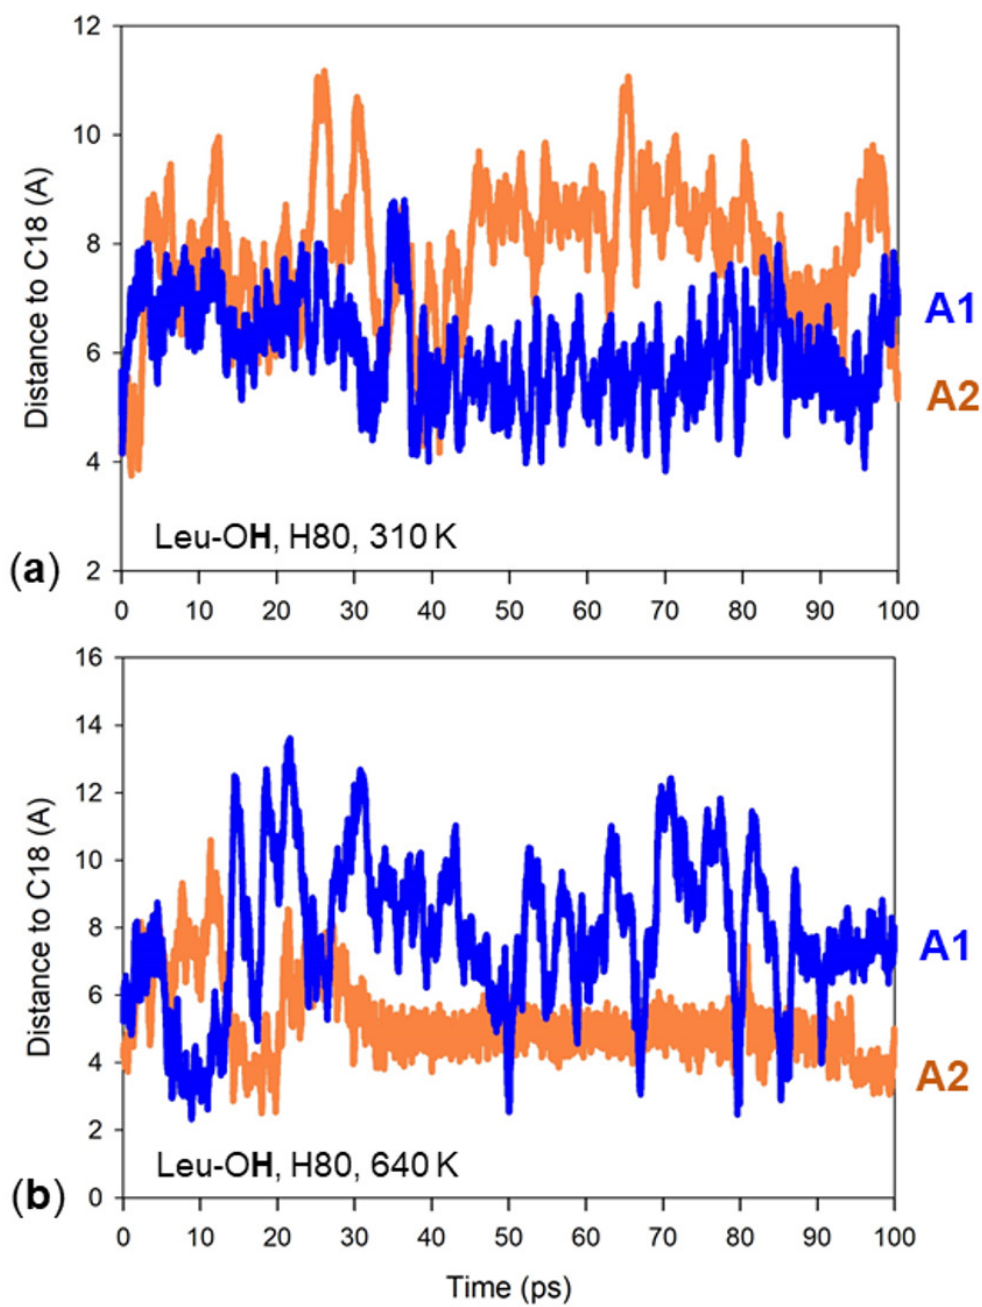 12
10
8
6
4
2
Distance to C18 (A)
A1
A2
Leu-OH, H80, 310 K
(a)
0 10 20 30 40 50 60 70 80 90 100
16
14
12
10
8
6
4
2
0
Distance to C18 (A)
A1
A2
Leu-OH, H80, 640 K
(b)
0 10 20 30 40 50 60 70 80 90 100
Time (ps)